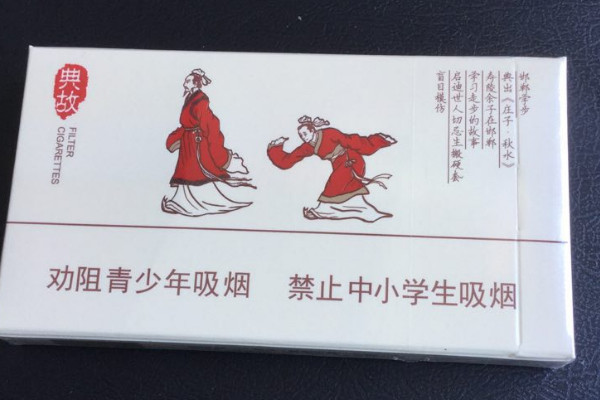 典故
FILTER
CIGARETTES
邯郸学步
典出《庄子·秋水》
寿陵余子在邯郸
学习走步的故事
启迪世人切忌生搬硬套
盲目模仿
劝阻青少年吸烟 禁止中小学生吸烟